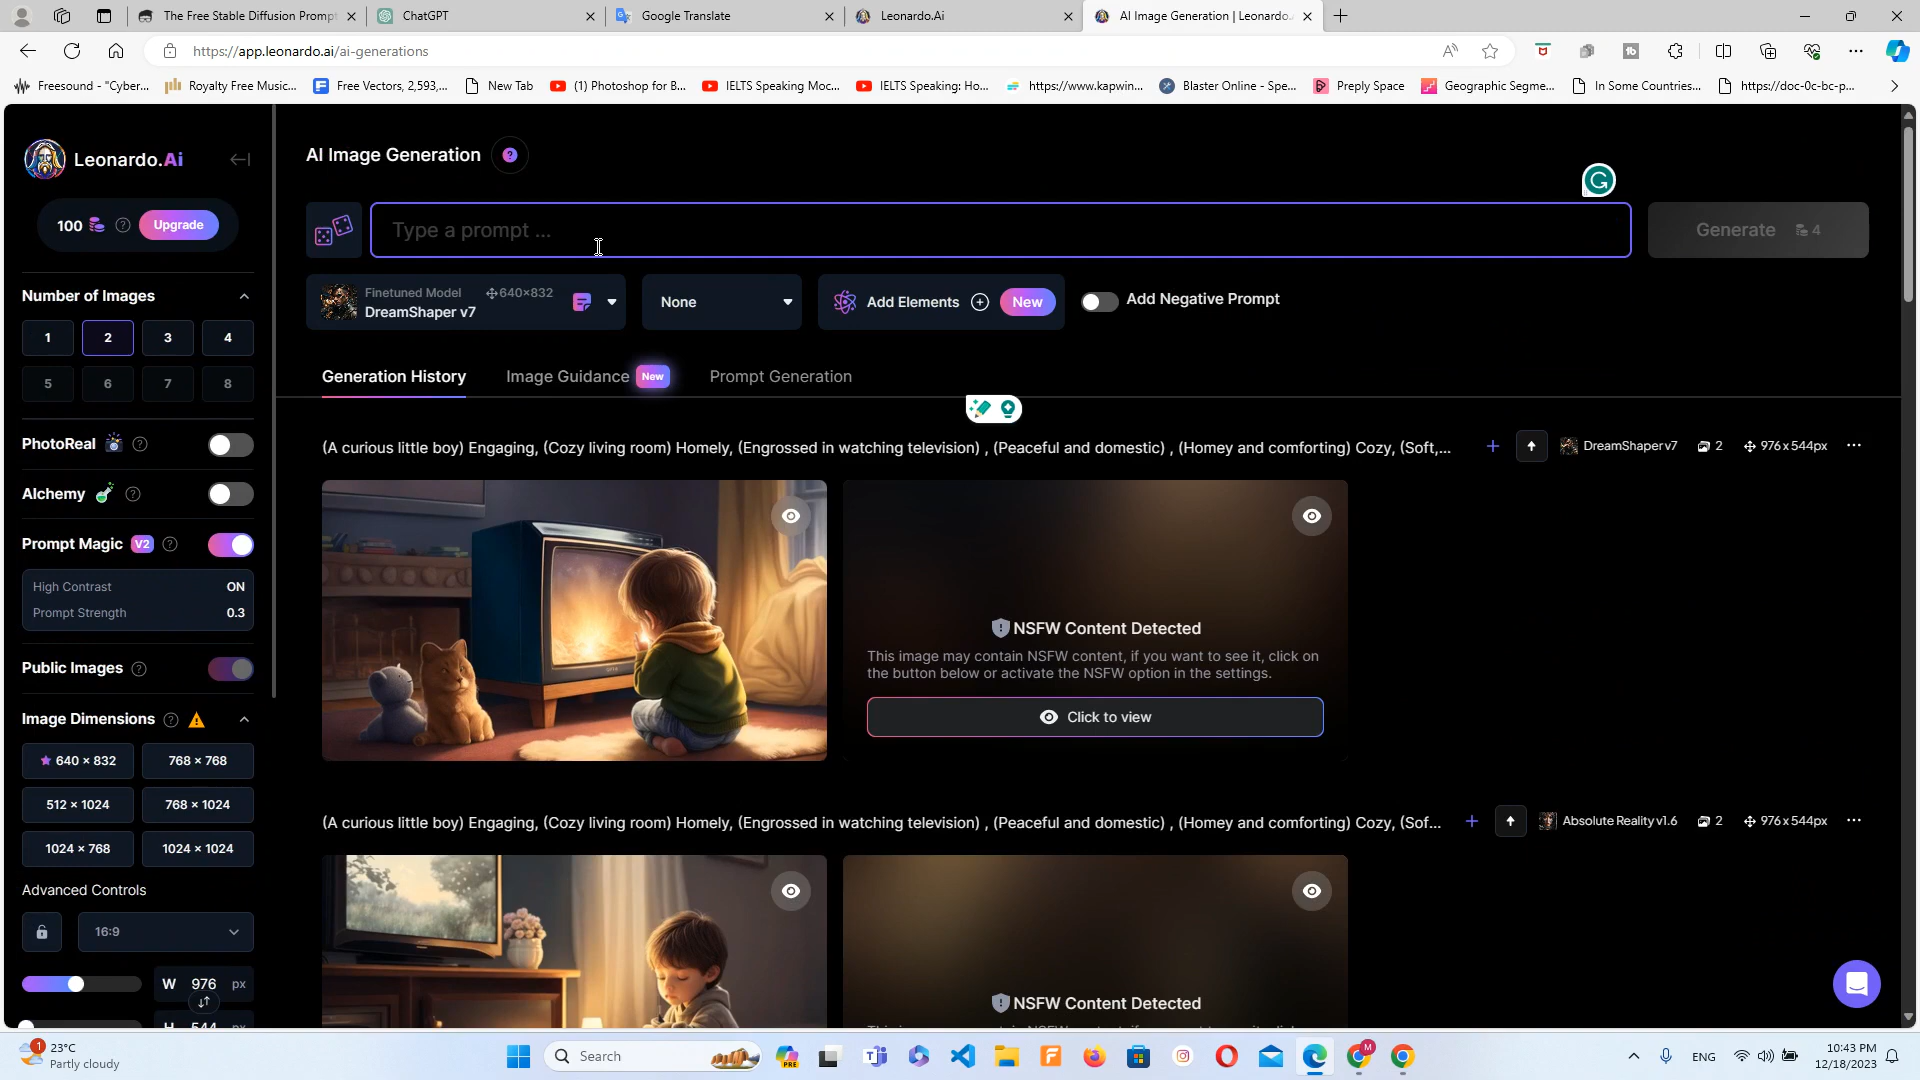 The Free Stable Diffusion Prompt
ChatGPT
Google Translate
Leonardo.Ai
AI Image Generation | Leonardo.
https://app.leonardo.ai/ai-generations
Freesound - "Cyber...
Royalty Free Music...
Free Vectors, 2,593,...
New Tab
(1) Photoshop for B...
IELTS Speaking Moc...
IELTS Speaking: Ho...
https://www.kapwin...
Blaster Online - Spe...
Preply Space
Geographic Segme...
In Some Countries...
https://doc-0c-bc-p...
Leonardo.Ai
100
Upgrade
Number of Images
1 2 3 4
5 6 7 8
PhotoReal
Alchemy
Prompt Magic V2
High Contrast ON
Prompt Strength 0.3
Public Images
Image Dimensions
640 × 832 768 × 768
512 × 1024 768 × 1024
1024 × 768 1024 × 1024
Advanced Controls
16:9
W 976 px
H 544 px
AI Image Generation
Type a prompt ...
Generate 4
Finetuned Model 640×832
DreamShaper v7
None
Add Elements New
Add Negative Prompt
Generation History
Image Guidance New
Prompt Generation
(A curious little boy) Engaging, (Cozy living room) Homely, (Engrossed in watching television) , (Peaceful and domestic) , (Homey and comforting) Cozy, (Soft,...
DreamShaper v7 2 976 x 544px
NSFW Content Detected
This image may contain NSFW content, if you want to see it, click on
the button below or activate the NSFW option in the settings.
Click to view
(A curious little boy) Engaging, (Cozy living room) Homely, (Engrossed in watching television) , (Peaceful and domestic) , (Homey and comforting) Cozy, (Sof...
Absolute Reality v1.6 2 976 x 544px
NSFW Content Detected
1
23°C
Partly cloudy
Search
PRE
M
ENG
10:43 PM
12/18/2023